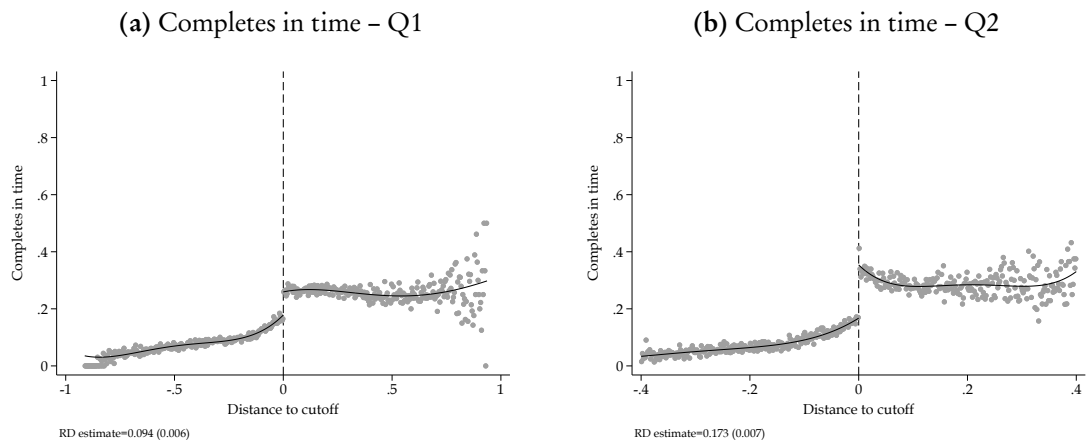 (a) Completes in time – Q1
Completes in time
1
.8
.6
.4
.2
0
-1
-.5
0
.5
1
Distance to cutoff
RD estimate=0.094 (0.006)
(b) Completes in time – Q2
Completes in time
1
.8
.6
.4
.2
0
-.4
-.2
0
.2
.4
Distance to cutoff
RD estimate=0.173 (0.007)